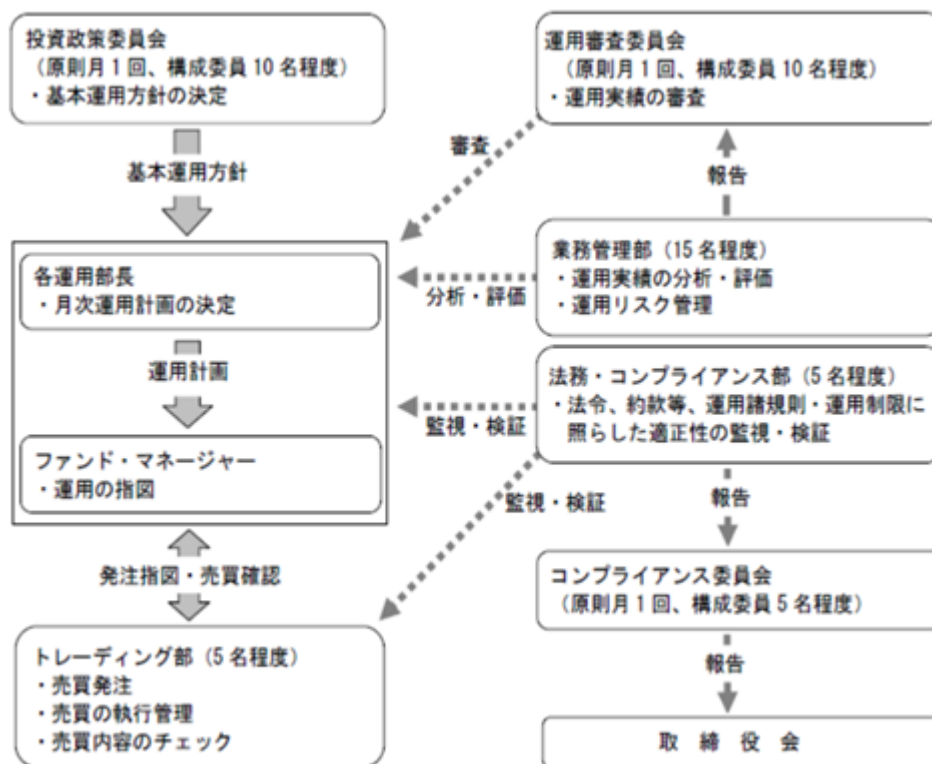 投資政策委員会
（原則月1回、構成委員10名程度）
・基本運用方針の決定
基本運用方針
各運用部長
・月次運用計画の決定
運用計画
ファンド・マネージャー
・運用の指図
発注指図・売買確認
トレーディング部（5名程度）
・売買発注
・売買の執行管理
・売買内容のチェック
運用審査委員会
（原則月1回、構成委員10名程度）
・運用実績の審査
審査
報告
業務管理部（15名程度）
・運用実績の分析・評価
・運用リスク管理
分析・評価
法務・コンプライアンス部（5名程度）
・法令、約款等、運用諸規則・運用制限に
照らした適正性の監視・検証
監視・検証
監視・検証
報告
コンプライアンス委員会
（原則月1回、構成委員5名程度）
報告
取締役会